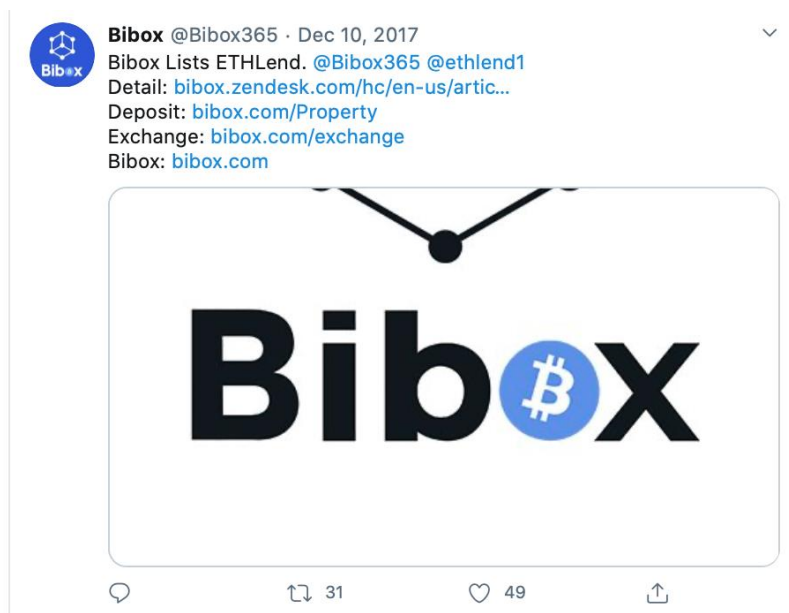 Bibox @Bibox365 · Dec 10, 2017
Bibox
Bibox Lists ETHLend. @Bibox365 @ethlend1
Detail: bibox.zendesk.com/hc/en-us/artic...
Deposit: bibox.com/Property
Exchange: bibox.com/exchange
Bibox: bibox.com
Bibox
31 49